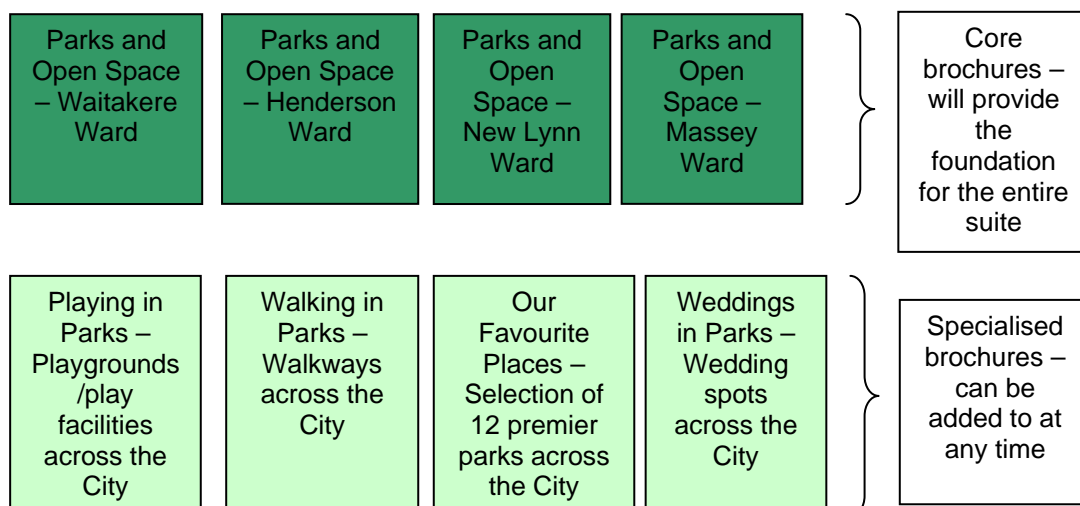 Parks and
Open Space
– Waitakere
Ward
Parks and
Open Space
– Henderson
Ward
Parks and
Open
Space –
New Lynn
Ward
Parks and
Open
Space –
Massey
Ward
Core
brochures –
will provide
the
foundation
for the entire
suite
Playing in
Parks –
Playgrounds
/play
facilities
across the
City
Walking in
Parks –
Walkways
across the
City
Our
Favourite
Places –
Selection of
12 premier
parks across
the City
Weddings
in Parks –
Wedding
spots
across the
City
Specialised
brochures –
can be
added to at
any time